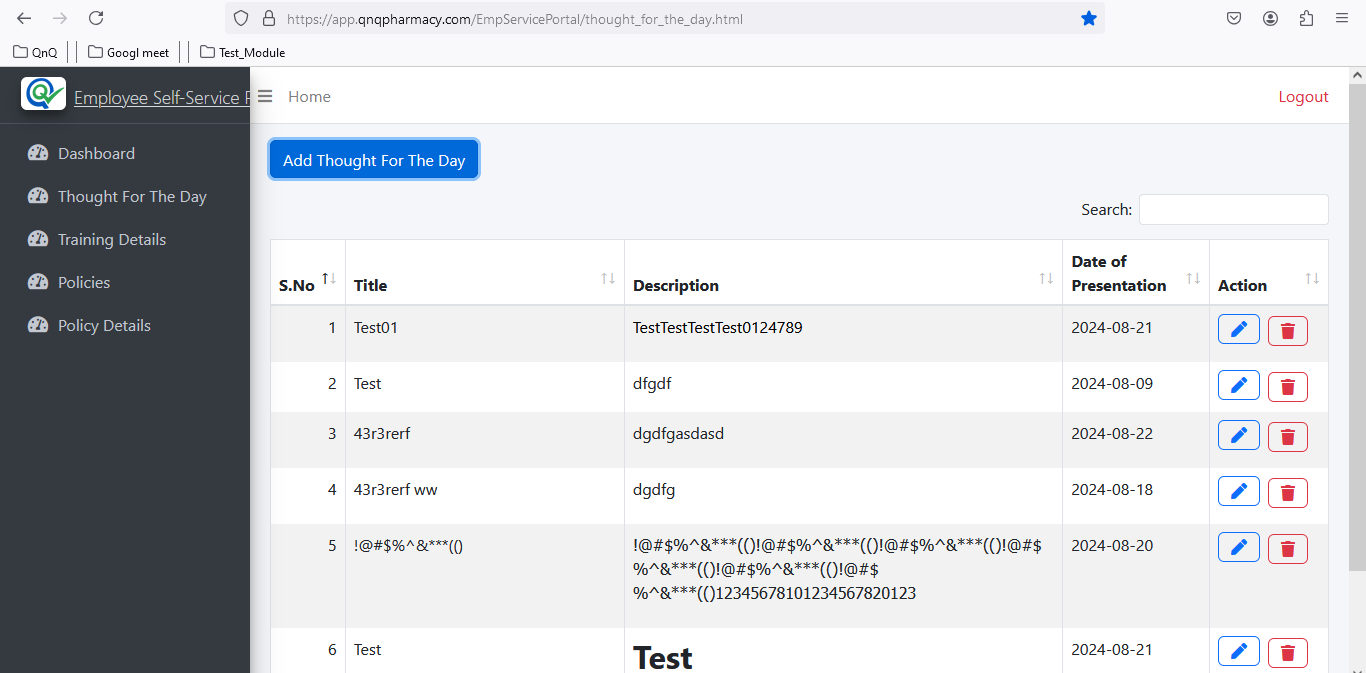 https://app.qnqpharmacy.com/EmpServicePortal/thought_for_the_day.html
QnQ Googl meet Test_Module
Employee Self-Service P
Home
Logout
Dashboard
Thought For The Day
Training Details
Policies
Policy Details
Add Thought For The Day
Search:
S.No Title Description Date of Presentation Action
1 Test01 TestTestTestTest0124789 2024-08-21
2 Test dfgdf 2024-08-09
3 43r3rerf dgdfgasdasd 2024-08-22
4 43r3rerf ww dgdfg 2024-08-18
5 !@#$%^&***(() !@#$%^&***(()!@#$%^&***(()!@#$%^&***(()!@#$ 2024-08-20
%^&***(()!@#$%^&***(()!@#$
%^&***(()12345678101234567820123
6 Test Test 2024-08-21